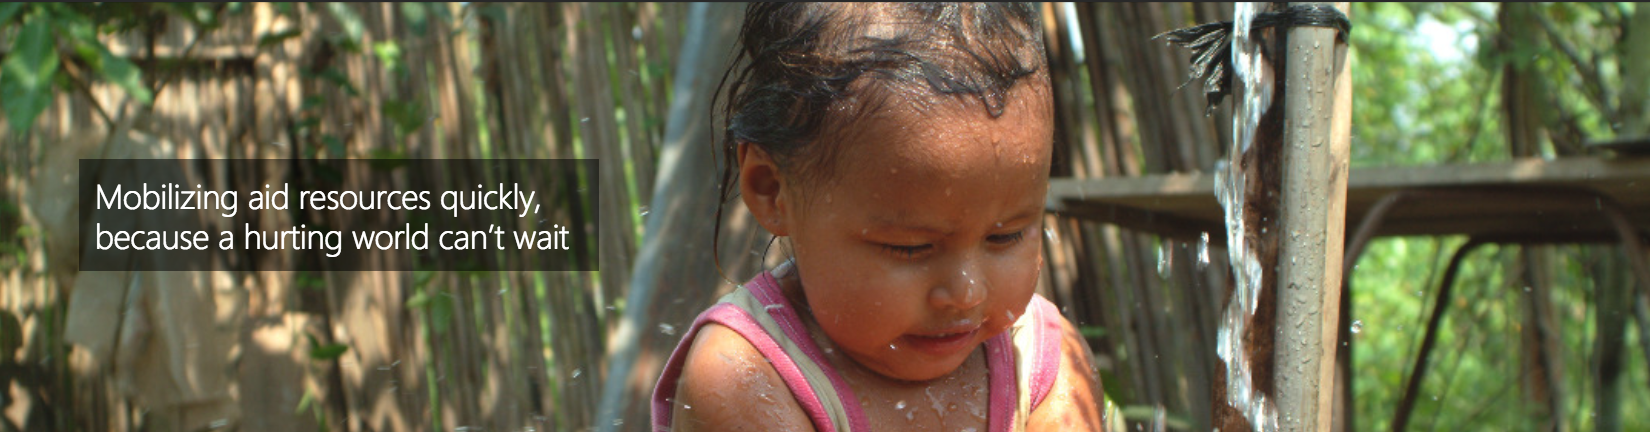 Mobilizing aid resources quickly,
because a hurting world can’t wait